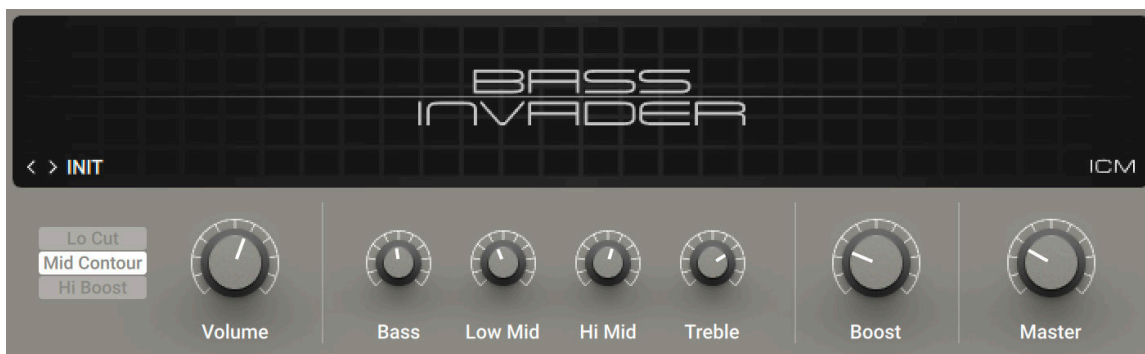 BASS
INVADER
< > INIT
ICM
Lo Cut
Mid Contour
Hi Boost
Volume
Bass
Low Mid
Hi Mid
Treble
Boost
Master